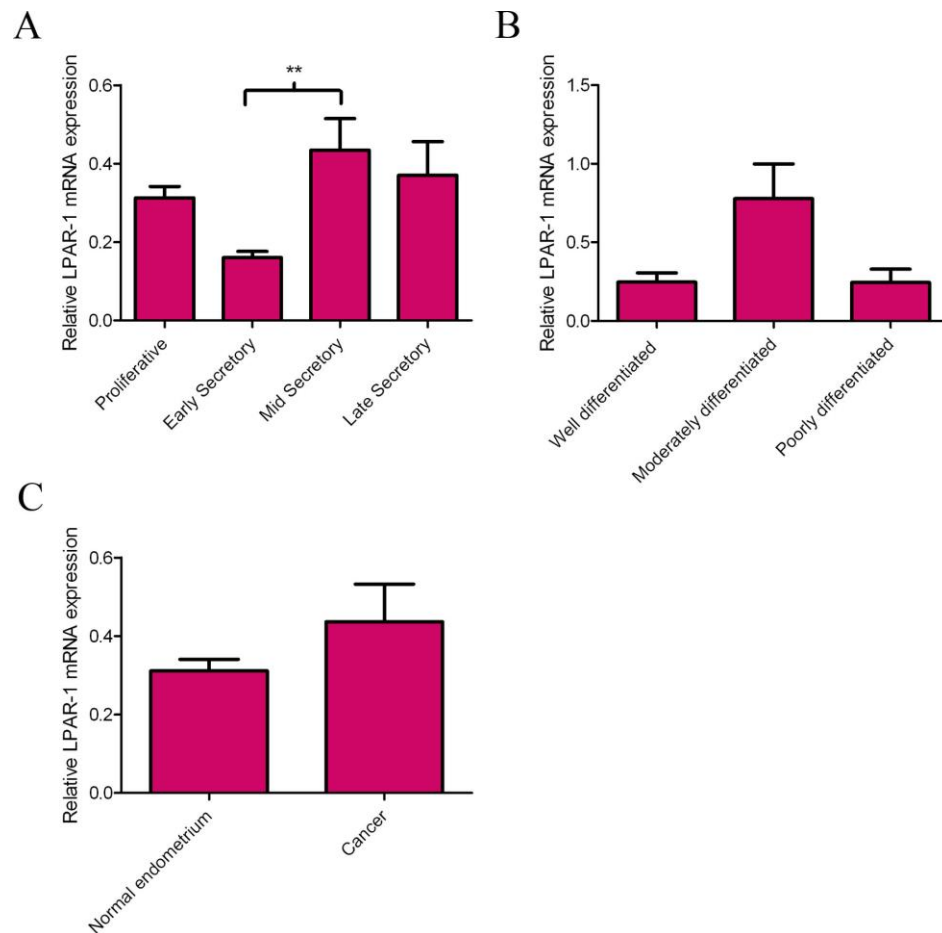 A
Relative LPAR-1 mRNA expression
0.6
0.4
0.2
0.0
**
Proliferative
Early Secretory
Mid Secretory
Late Secretory
B
Relative LPAR-1 mRNA expression
1.5
1.0
0.5
0.0
Well differentiated
Moderately differentiated
Poorly differentiated
C
Relative LPAR-1 mRNA expression
0.6
0.4
0.2
0.0
Normal endometrium
Cancer